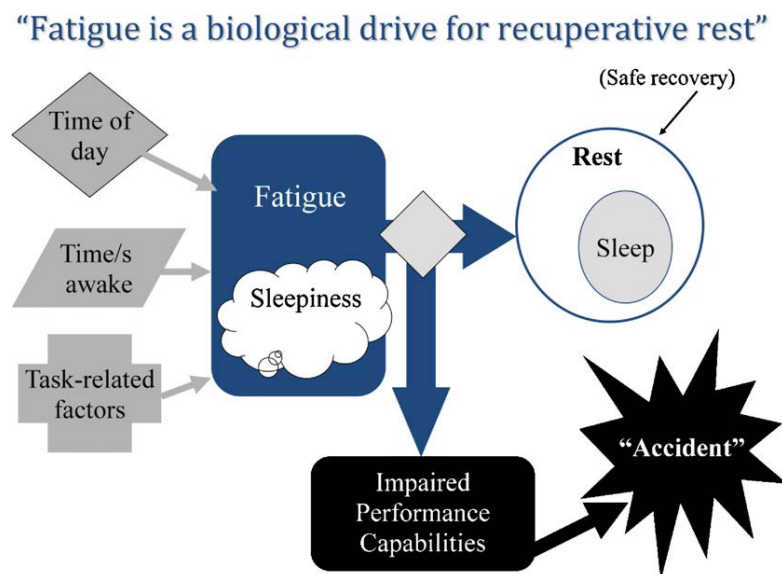 “Fatigue is a biological drive for recuperative rest”
(Safe recovery)
Time of
day
Rest
Fatigue
Time/s
awake
Sleepiness
Sleep
Task-related
factors
“Accident”
Impaired
Performance
Capabilities